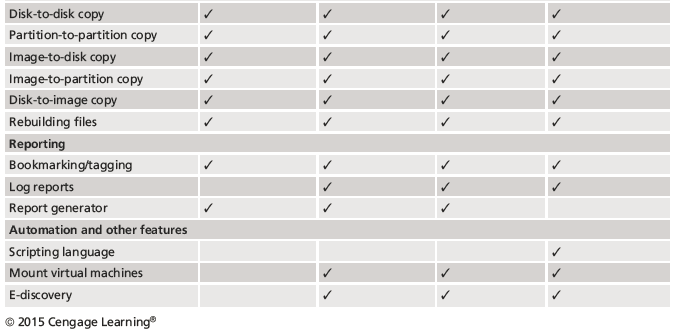 Disk-to-disk copy ✓ ✓ ✓ ✓
Partition-to-partition copy ✓ ✓ ✓ ✓
Image-to-disk copy ✓ ✓ ✓ ✓
Image-to-partition copy ✓ ✓ ✓ ✓
Disk-to-image copy ✓ ✓ ✓ ✓
Rebuilding files ✓ ✓ ✓ ✓
Reporting
Bookmarking/tagging ✓ ✓ ✓ ✓
Log reports ✓ ✓ ✓
Report generator ✓ ✓ ✓
Automation and other features
Scripting language ✓
Mount virtual machines ✓ ✓ ✓
E-discovery ✓ ✓ ✓
© 2015 Cengage Learning®